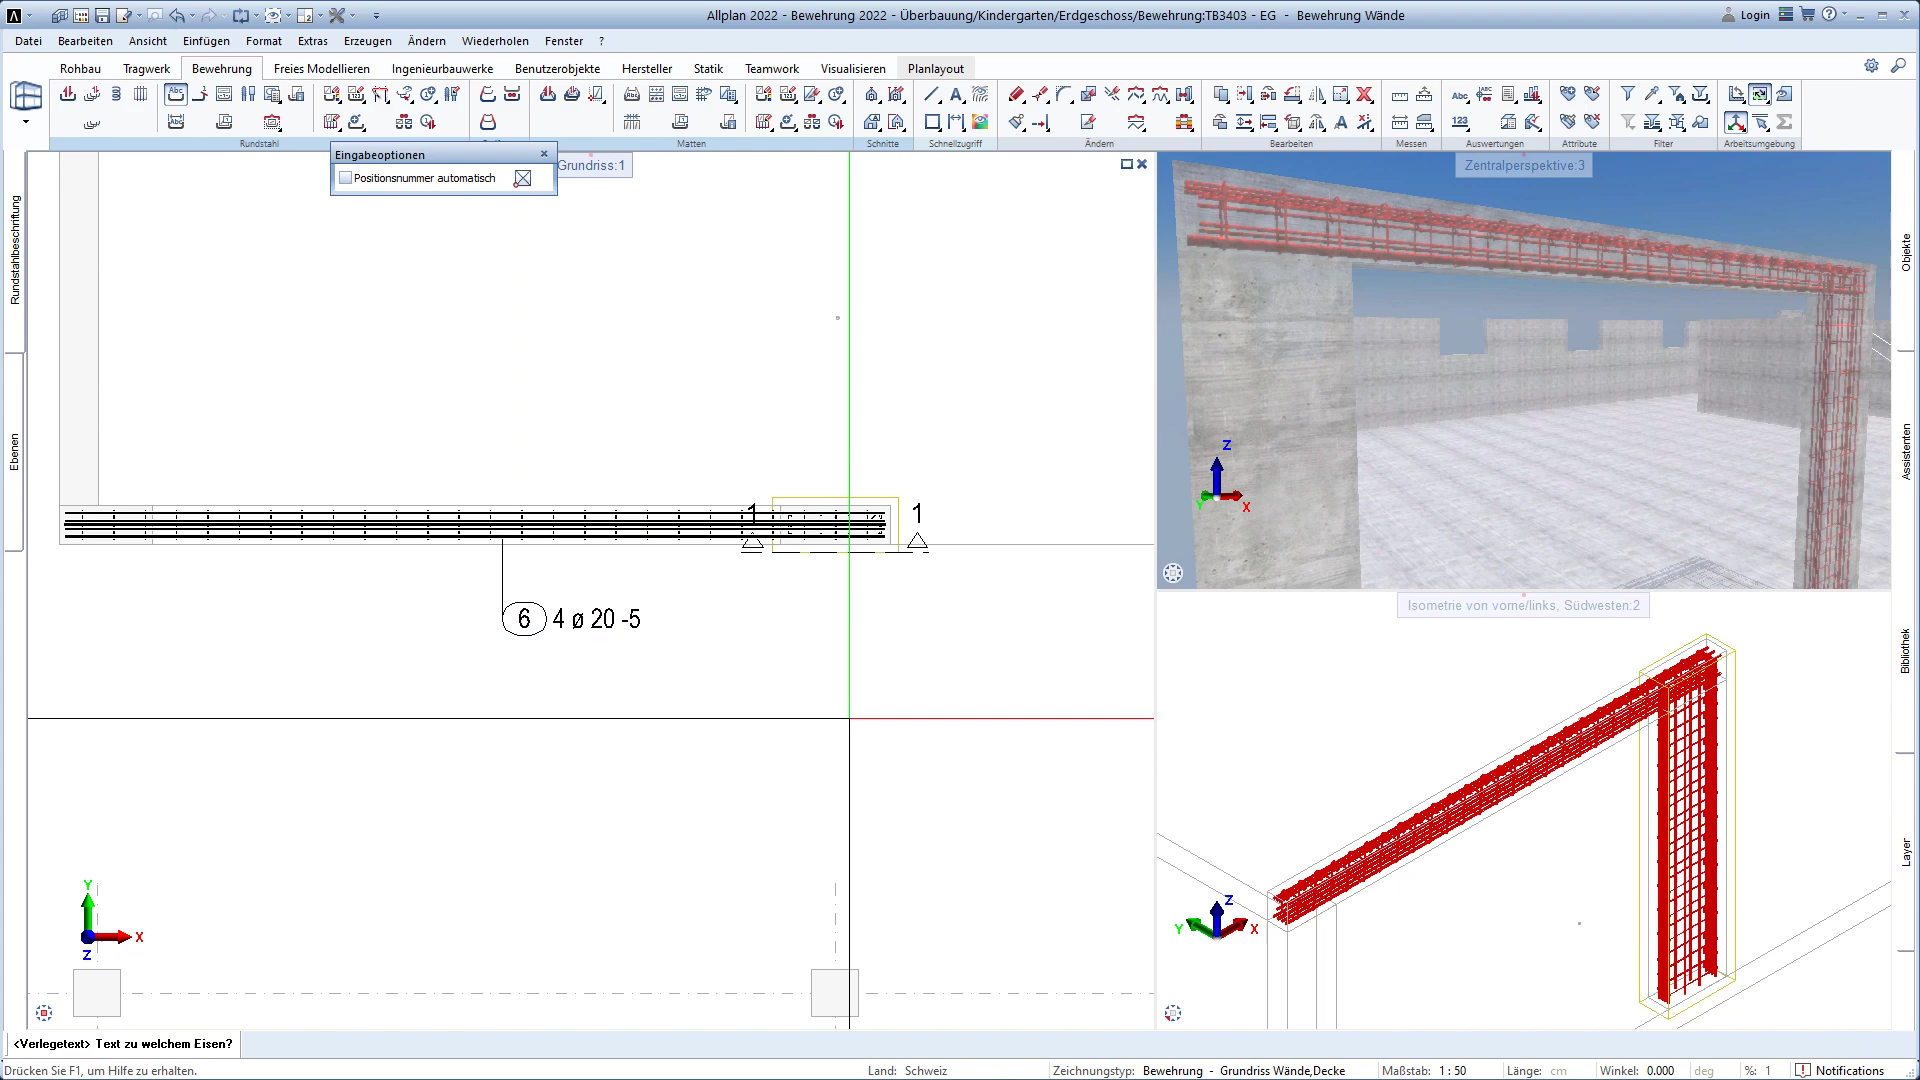 Allplan 2022 - Bewehrung 2022 - Überbauung/Kindergarten/Erdgeschoss/Bewehrung:TB3403 - EG - Bewehrung Wände
Login
Datei Bearbeiten Ansicht Einfügen Format Extras Erzeugen Ändern Wiederholen Fenster ?
Rohbau Tragwerk Bewehrung Freies Modellieren Ingenieurbauwerke Benutzerobjekte Hersteller Statik Teamwork Visualisieren Planlayout
Rundstahl Matten Schnitte Schnellzugriff Ändern Bearbeiten Messen Auswertungen Attribute Filter Arbeitsumgebung
Eingabeoptionen
Positionsnummer automatisch
Grundriss:1
Zentralperspektive:3
Isometrie von vorne/links, Südwesten:2
Rundstahlbeschriftung
Ebenen
Objekte
Assistenten
Bibliothek
Layer
1 1
6 4 ø 20 -5
Y
X
Z
Z
Y
X
Z
Y
X
<Verlegetext> Text zu welchem Eisen?
Drücken Sie F1, um Hilfe zu erhalten. Land: Schweiz Zeichnungstyp: Bewehrung - Grundriss Wände,Decke Maßstab: 1 : 50 Länge: cm Winkel: 0.000 deg %: 1 Notifications